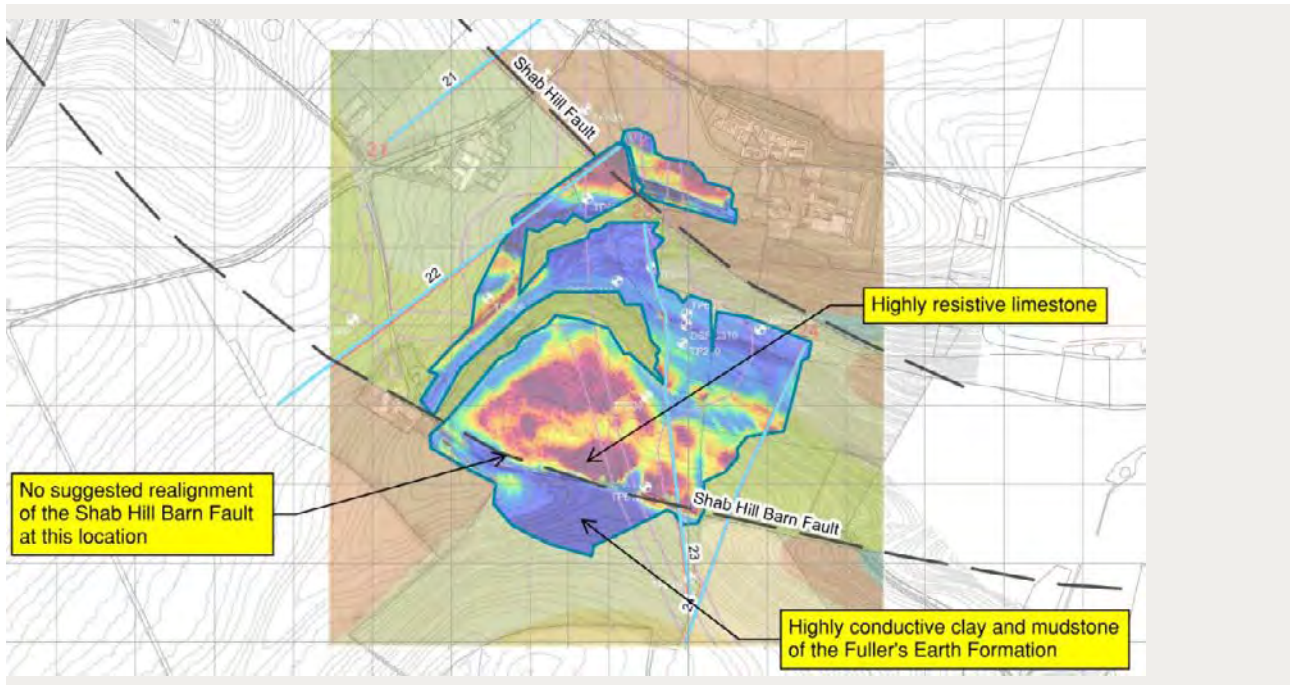 21
Shab Hill Fault
21
22
Highly resistive limestone
No suggested realignment
of the Shab Hill Barn Fault
at this location
Shab Hill Barn Fault
23
Highly conductive clay and mudstone
of the Fuller's Earth Formation